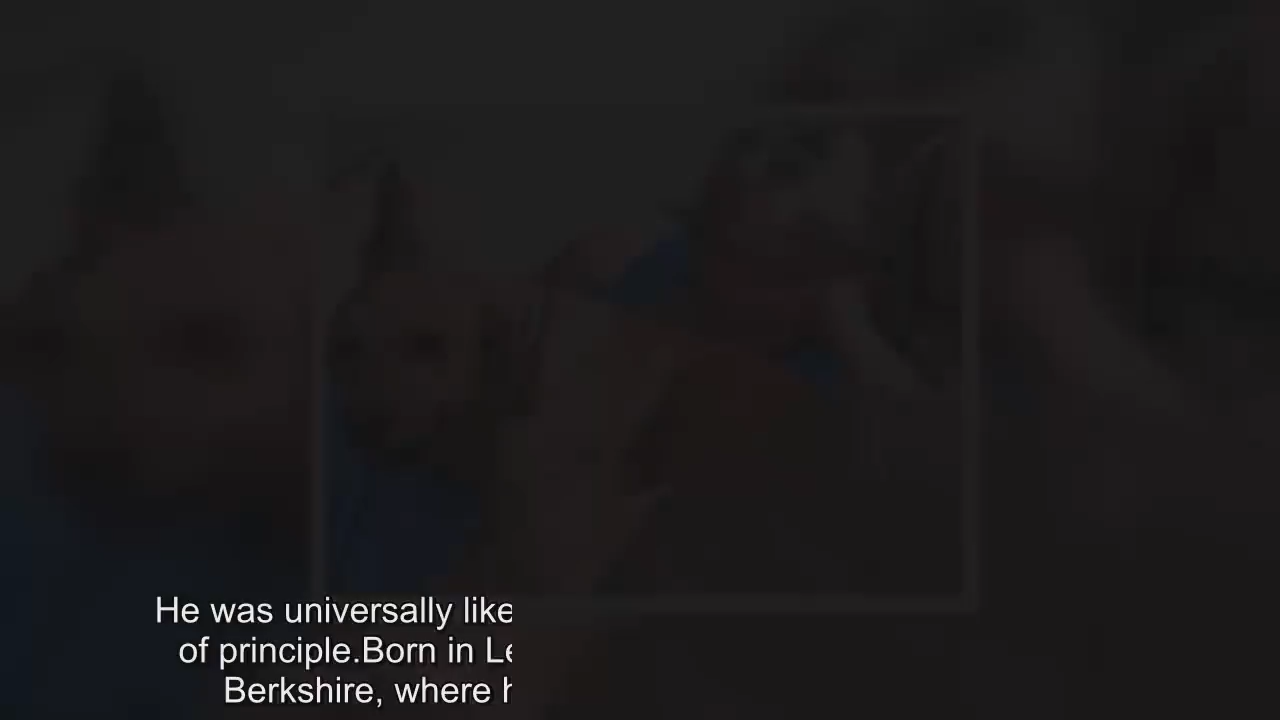 He was universally like
of principle.Born in Le
Berkshire, where h